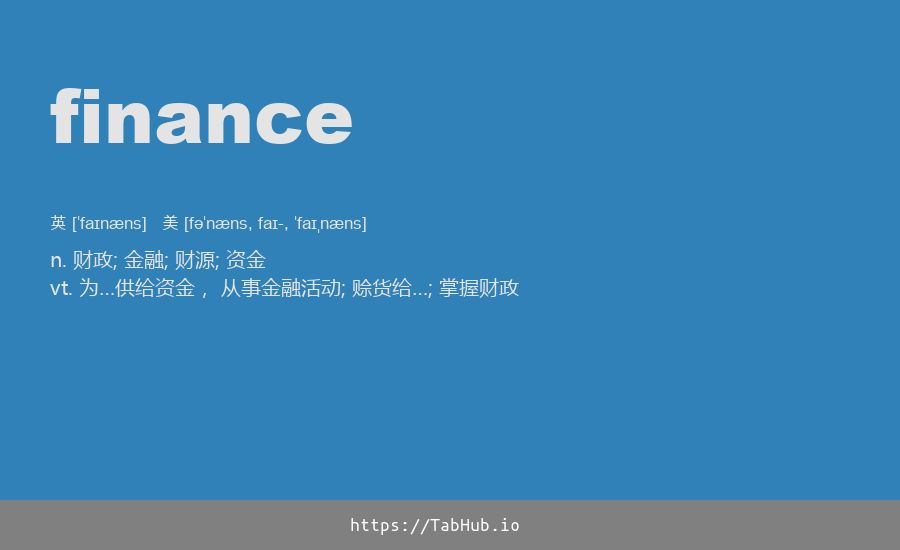 finance
英 [ˈfaɪnæns]   美 [fəˈnæns, faɪ-, ˈfaɪˌnæns]
n. 财政; 金融; 财源; 资金
vt. 为…供给资金， 从事金融活动; 赊货给…; 掌握财政
https://TabHub.io